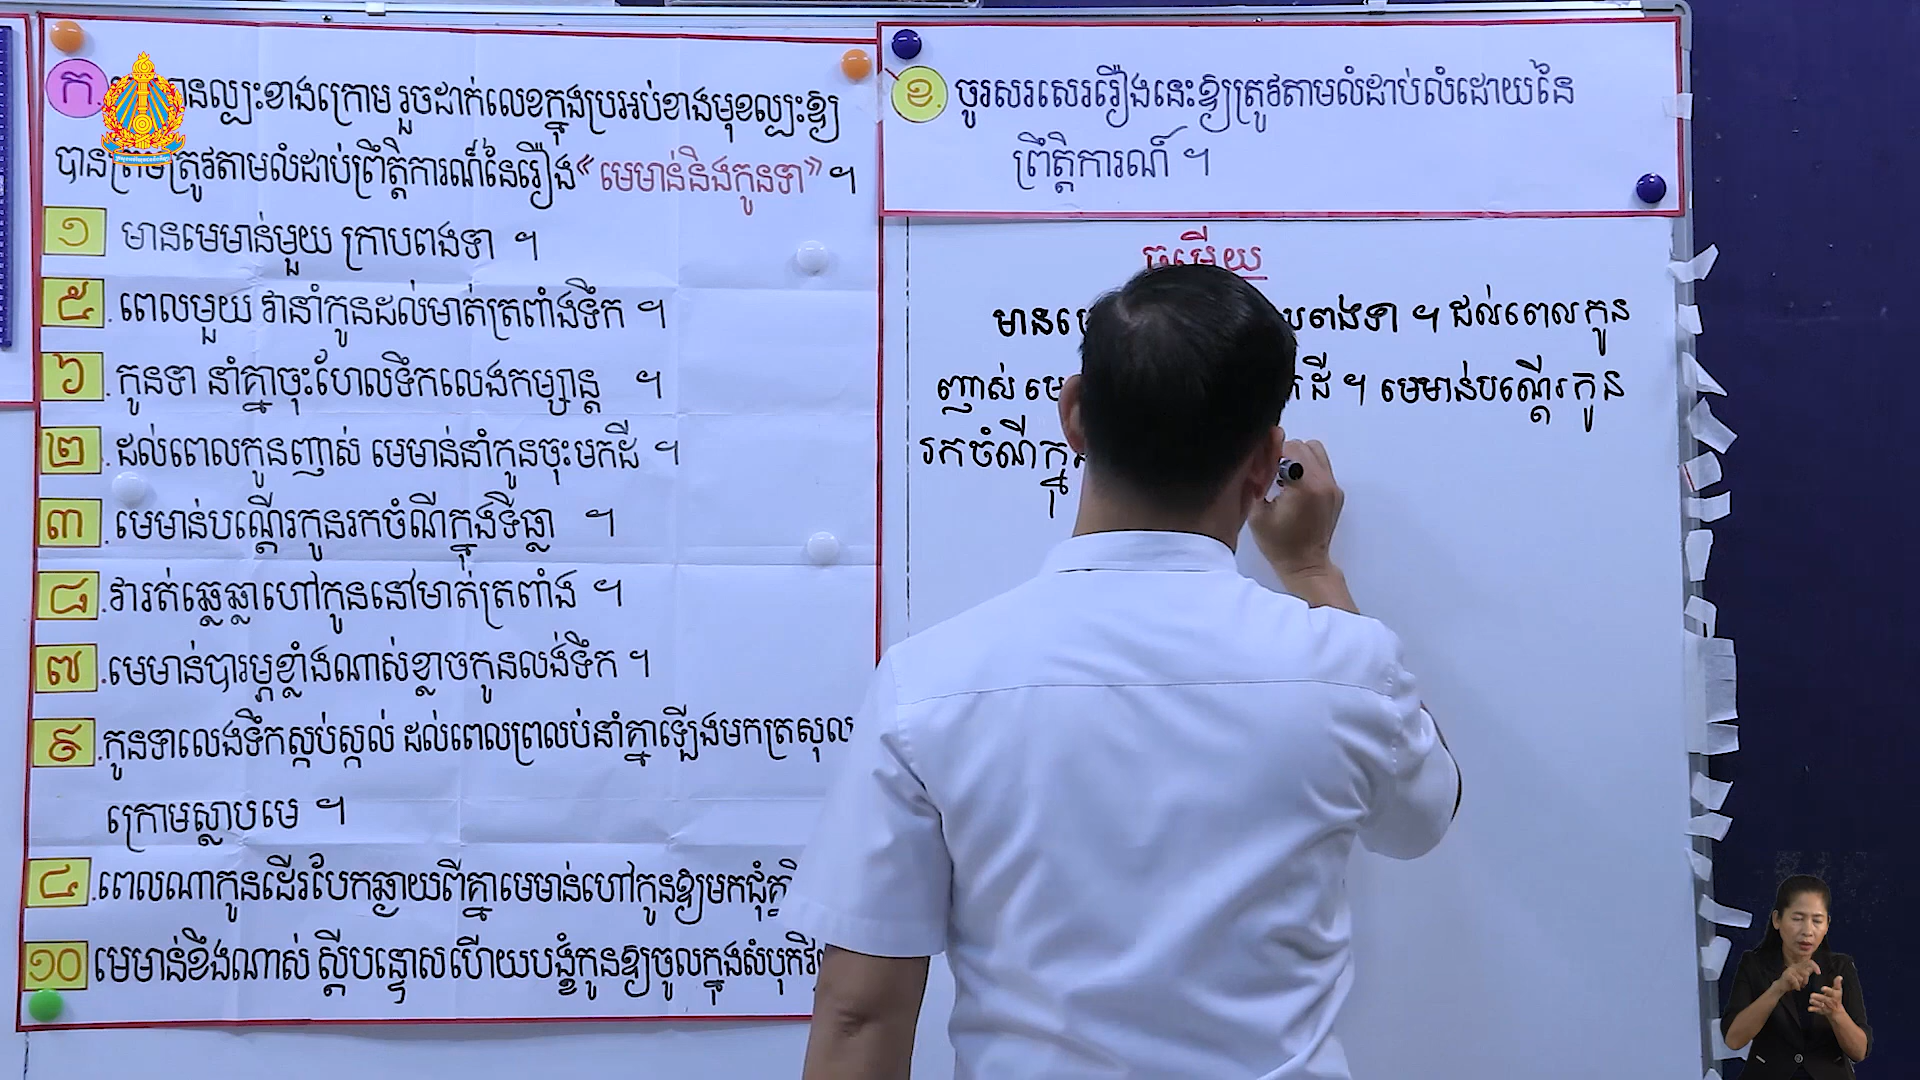 ក. ល្បះខាងក្រោម រួចដាក់លេខក្នុងប្រអប់ខាងមុខល្បះឱ្យ
បានត្រឹមត្រូវតាមលំដាប់ព្រឹត្តិការណ៍នៃរឿង« មេមាន់និងកូនទា» ។
១ មានមេមាន់មួយ ក្រាបពងទា ។
៥. ពេលមួយ វានាំកូនដល់មាត់ត្រពាំងទឹក ។
៦. កូនទា នាំគ្នាចុះហែលទឹកលេងកម្សាន្ត ។
២. ដល់ពេលកូនញាស់ មេមាន់នាំកូនចុះមកដី ។
៣. មេមាន់បណ្តើរកូនរកចំណីក្នុងទីធ្លា ។
៨. វារត់ឆ្លេឆ្លាហៅកូននៅមាត់ត្រពាំង ។
៧. មេមាន់បារម្ភខ្លាំងណាស់ខ្លាចកូនលង់ទឹក ។
៩. កូនទាលេងទឹកស្កប់ស្កល់ ដល់ពេលព្រលប់នាំគ្នាឡើងមកត្រសុល
ក្រោមស្លាបមេ ។
៤. ពេលណាកូនដើរបែកឆ្ងាយពីគ្នាមេមាន់ហៅកូនឱ្យមកជុំ
១០ មេមាន់ខឹងណាស់ ស្តីបន្ទោសហើយបង្ខំកូនឱ្យចូលក្នុងសំបុក
ខ. ចូរសរសេររឿងនេះឱ្យត្រូវតាមលំដាប់លំដោយនៃ
ព្រឹត្តិការណ៍ ។
ចម្លើយ
មាន ពងទា ។ ដល់ពេលកូន
ញាស់ ដី ។ មេមាន់បណ្តើរកូន
រកចំណី